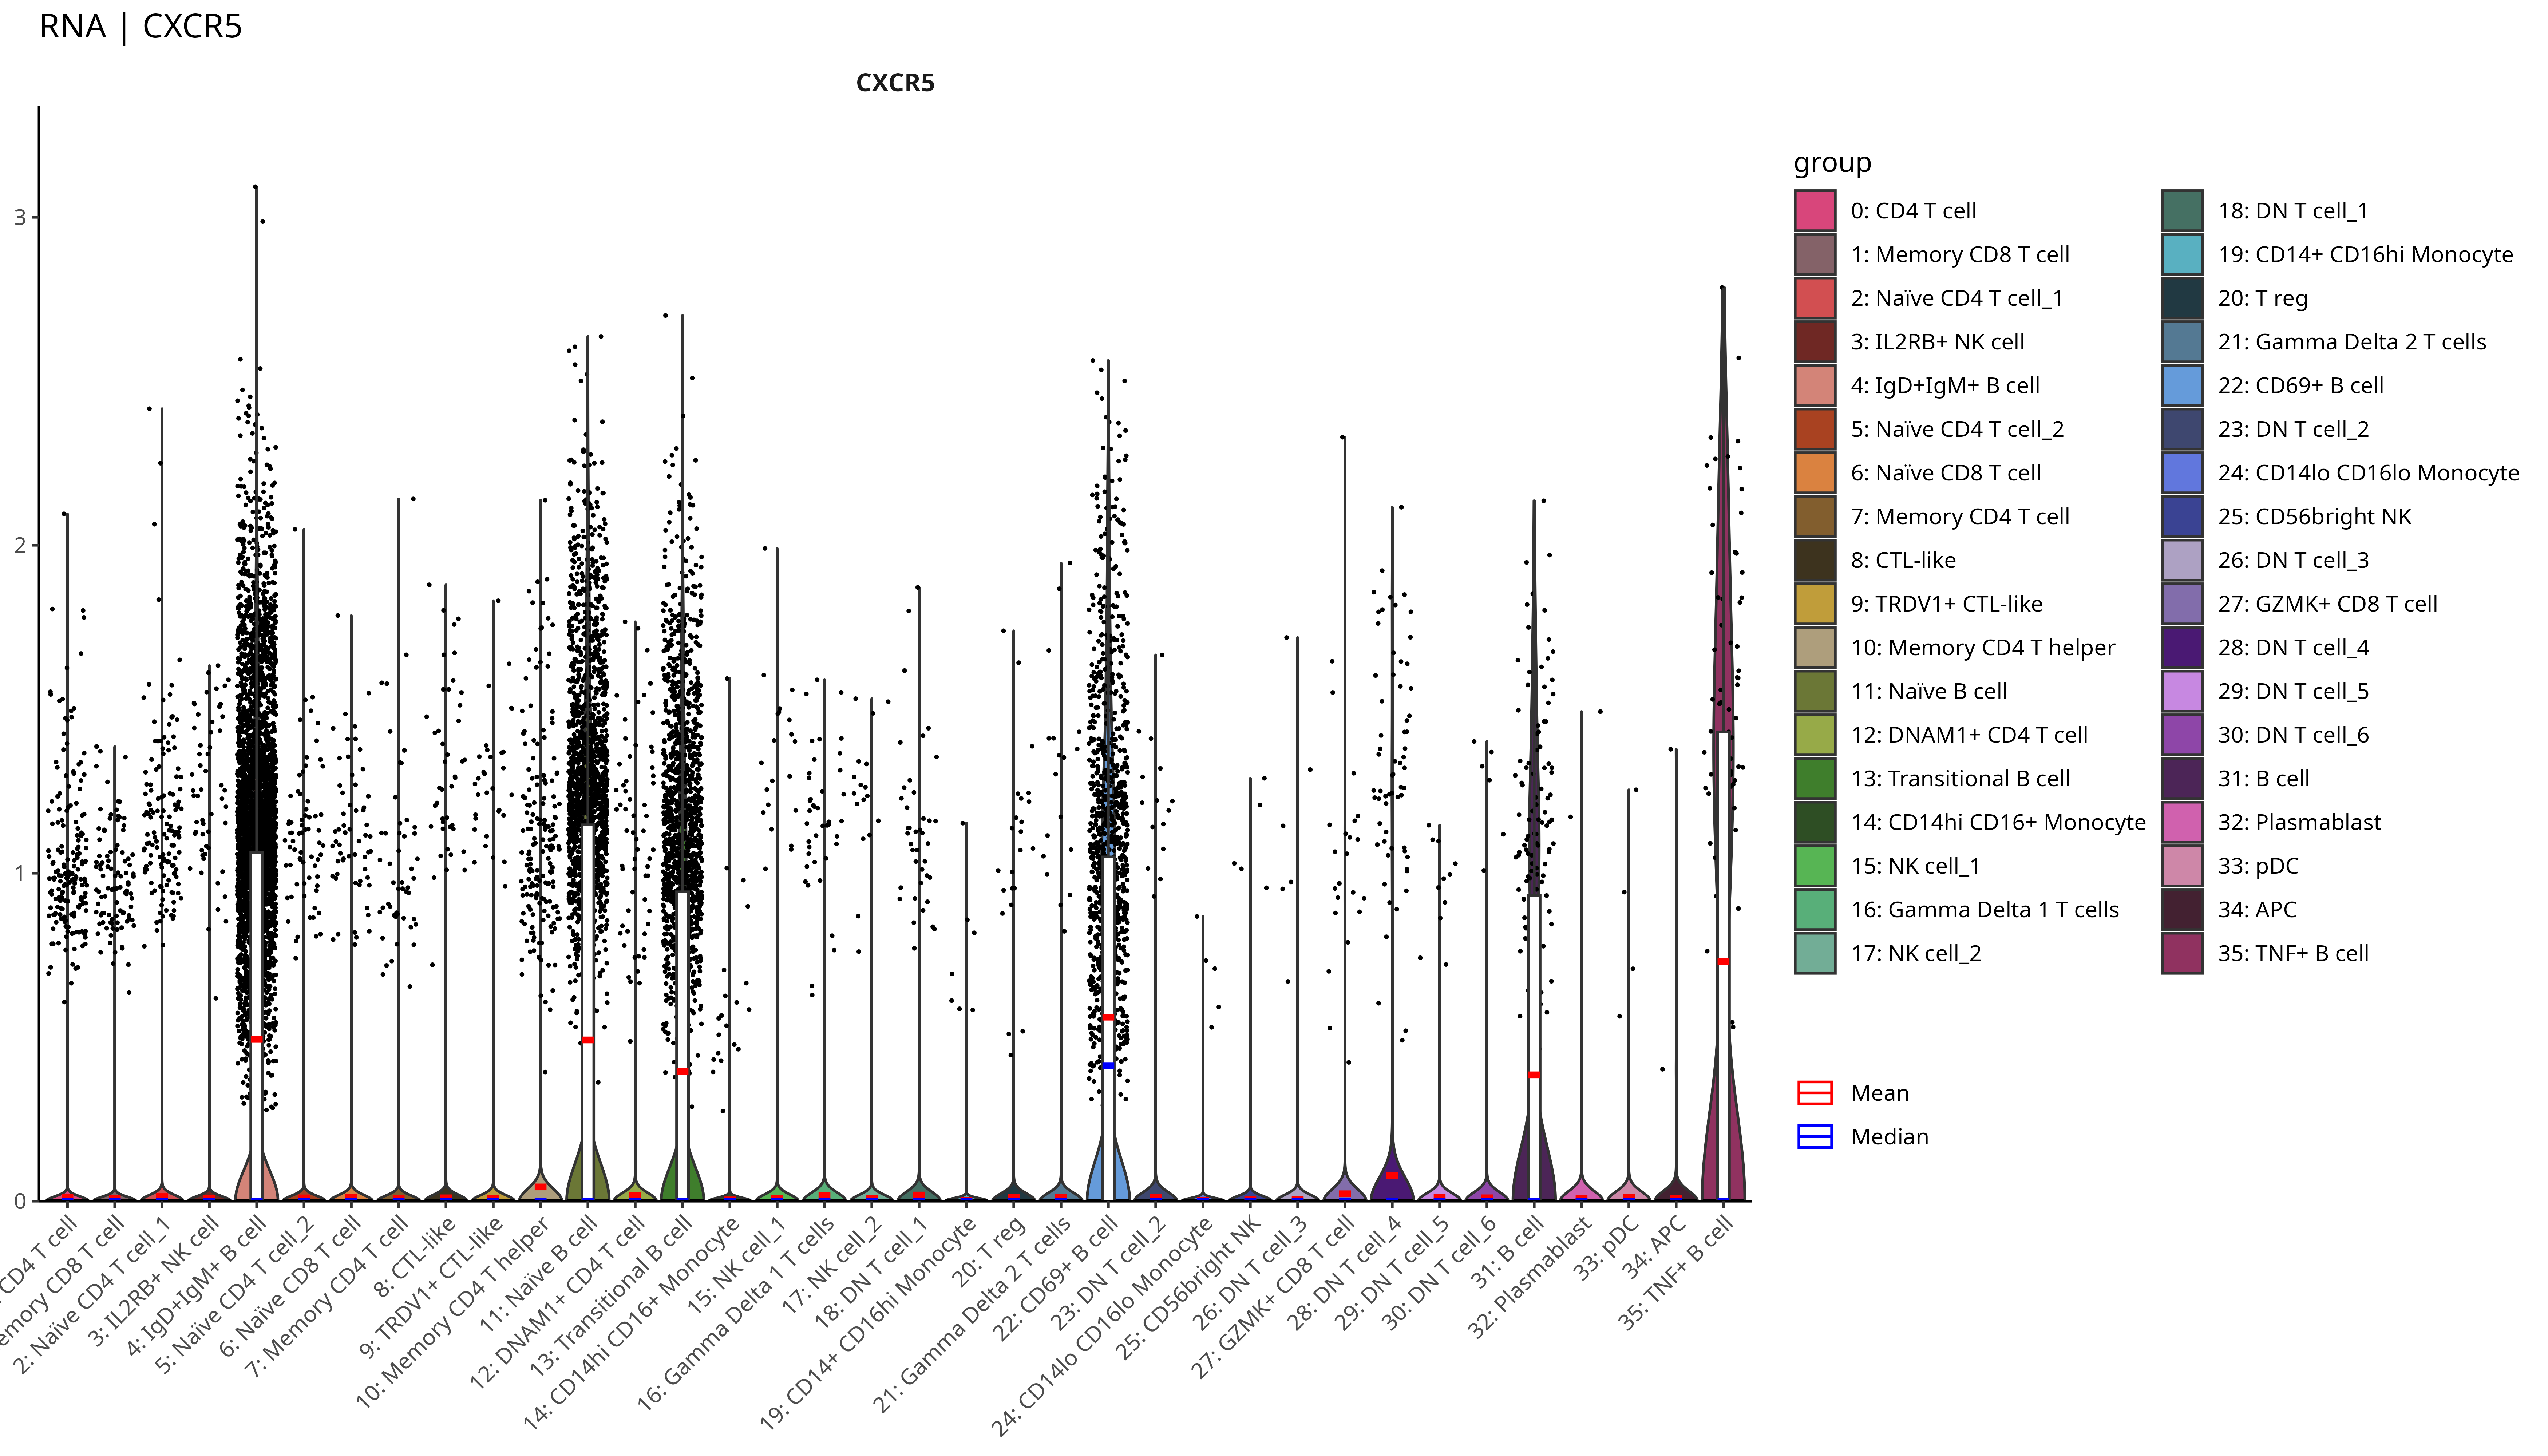 RNA | CXCR5
CXCR5
3
2
1
0
CD4 T cell
emory CD8 T cell
2: Naïve CD4 T cell_1
3: IL2RB+ NK cell
4: IgD+IgM+ B cell
5: Naïve CD4 T cell_2
6: Naïve CD8 T cell
7: Memory CD4 T cell
8: CTL-like
9: TRDV1+ CTL-like
10: Memory CD4 T helper
11: Naïve B cell
12: DNAM1+ CD4 T cell
13: Transitional B cell
14: CD14hi CD16+ Monocyte
15: NK cell_1
16: Gamma Delta 1 T cells
17: NK cell_2
18: DN T cell_1
19: CD14+ CD16hi Monocyte
20: T reg
21: Gamma Delta 2 T cells
22: CD69+ B cell
23: DN T cell_2
24: CD14lo CD16lo Monocyte
25: CD56bright NK
26: DN T cell_3
27: GZMK+ CD8 T cell
28: DN T cell_4
29: DN T cell_5
30: DN T cell_6
31: B cell
32: Plasmablast
33: pDC
34: APC
35: TNF+ B cell
group
0: CD4 T cell
1: Memory CD8 T cell
2: Naïve CD4 T cell_1
3: IL2RB+ NK cell
4: IgD+IgM+ B cell
5: Naïve CD4 T cell_2
6: Naïve CD8 T cell
7: Memory CD4 T cell
8: CTL-like
9: TRDV1+ CTL-like
10: Memory CD4 T helper
11: Naïve B cell
12: DNAM1+ CD4 T cell
13: Transitional B cell
14: CD14hi CD16+ Monocyte
15: NK cell_1
16: Gamma Delta 1 T cells
17: NK cell_2
18: DN T cell_1
19: CD14+ CD16hi Monocyte
20: T reg
21: Gamma Delta 2 T cells
22: CD69+ B cell
23: DN T cell_2
24: CD14lo CD16lo Monocyte
25: CD56bright NK
26: DN T cell_3
27: GZMK+ CD8 T cell
28: DN T cell_4
29: DN T cell_5
30: DN T cell_6
31: B cell
32: Plasmablast
33: pDC
34: APC
35: TNF+ B cell
Mean
Median